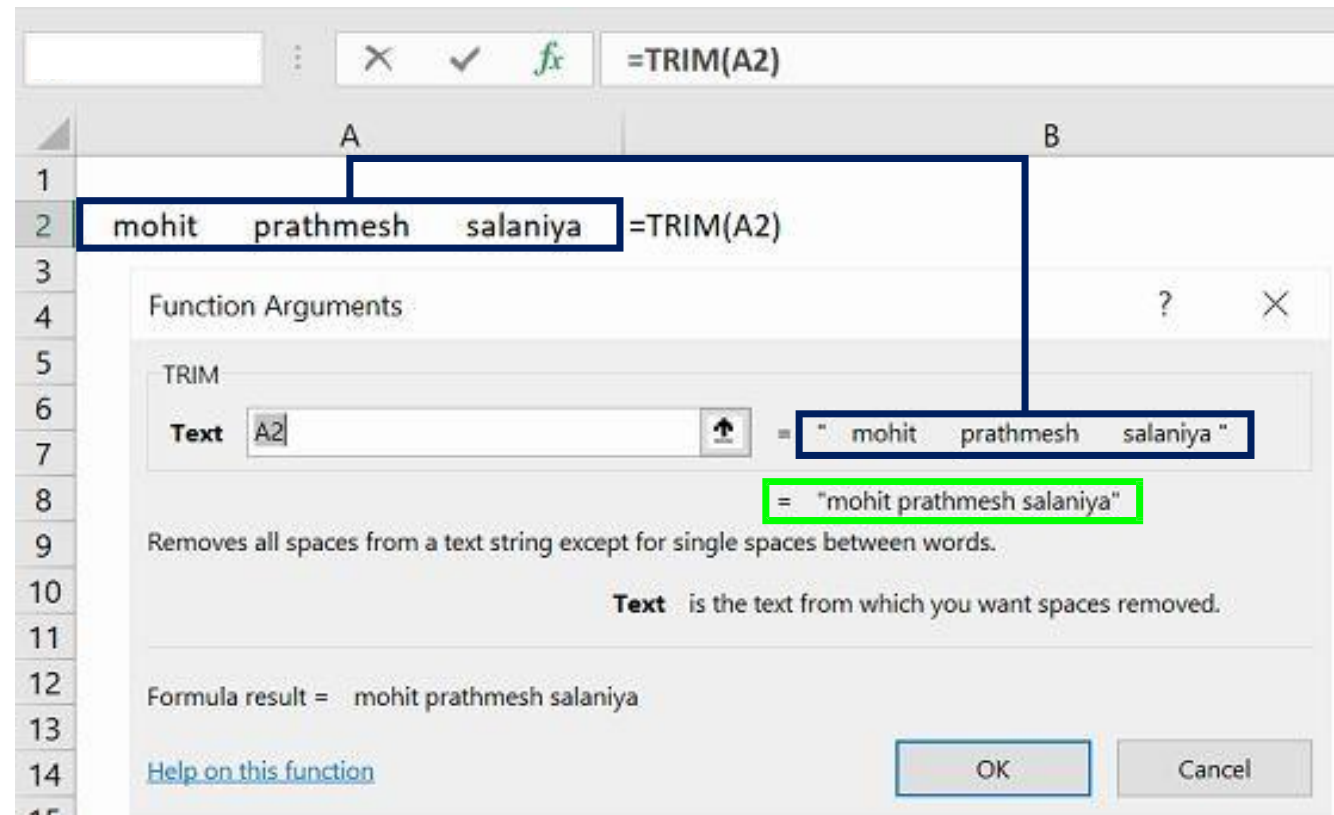 fx =TRIM(A2)
A B
1
2 mohit prathmesh salaniya =TRIM(A2)
3
4 Function Arguments ?
5 TRIM
6
Text A2 = " mohit prathmesh salaniya "
7
8 = "mohit prathmesh salaniya"
9 Removes all spaces from a text string except for single spaces between words.
10 Text is the text from which you want spaces removed.
11
12 Formula result = mohit prathmesh salaniya
13
14 Help on this function OK Cancel
15